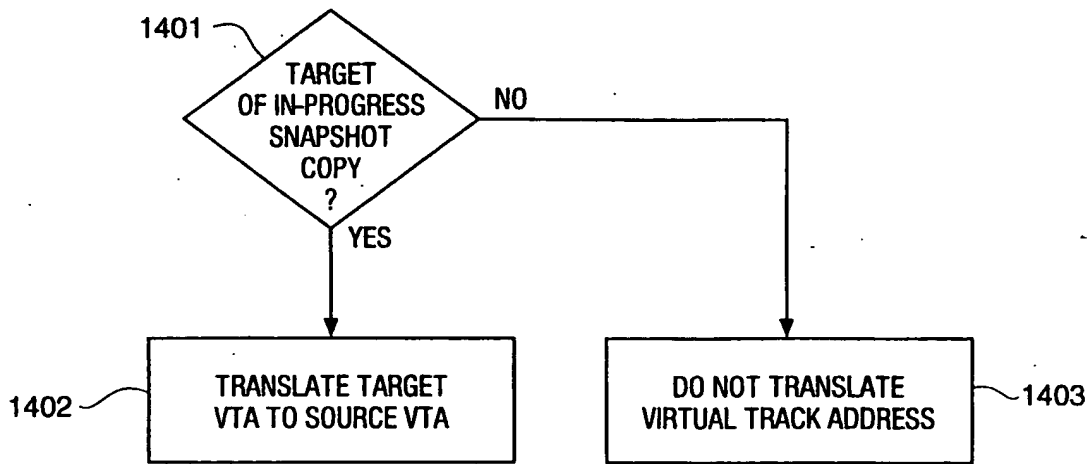 1401
TARGET
OF IN-PROGRESS
SNAPSHOT
COPY
?
NO
YES
1402
TRANSLATE TARGET
VTA TO SOURCE VTA
DO NOT TRANSLATE
VIRTUAL TRACK ADDRESS
1403